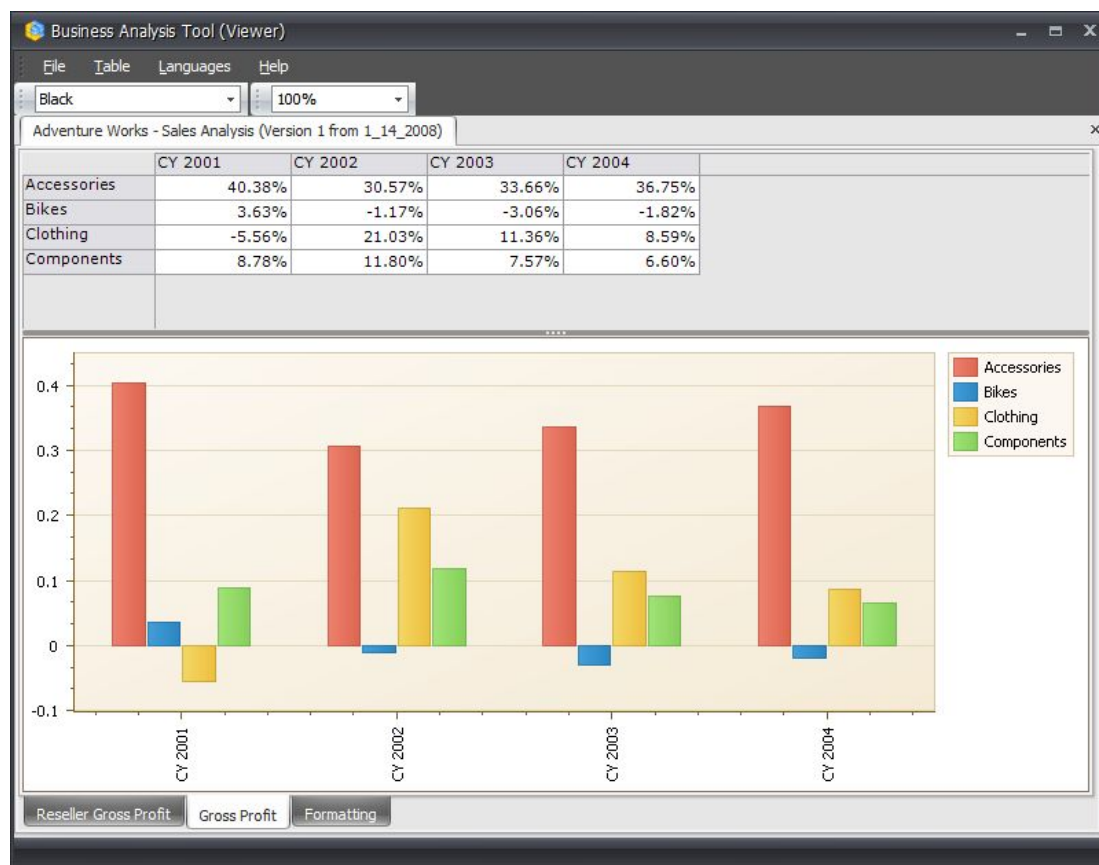 Business Analysis Tool (Viewer)
File Table Languages Help
Black 100%
Adventure Works - Sales Analysis (Version 1 from 1_14_2008)
CY 2001 CY 2002 CY 2003 CY 2004
Accessories 40.38% 30.57% 33.66% 36.75%
Bikes 3.63% -1.17% -3.06% -1.82%
Clothing -5.56% 21.03% 11.36% 8.59%
Components 8.78% 11.80% 7.57% 6.60%
Accessories
Bikes
Clothing
Components
0.4
0.3
0.2
0.1
0
-0.1
CY 2001 CY 2002 CY 2003 CY 2004
Reseller Gross Profit Gross Profit Formatting